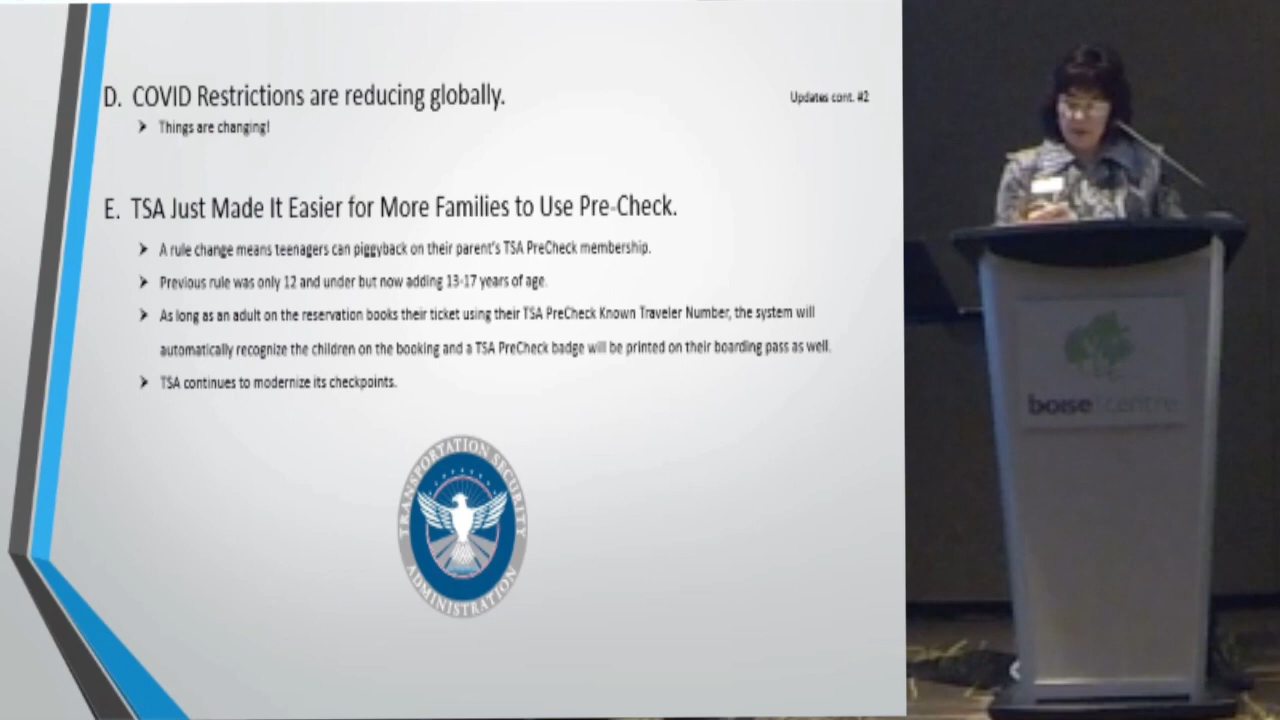 D. COVID Restrictions are reducing globally.
Updates cont. #2
Things are changing!
E. TSA Just Made It Easier for More Families to Use Pre-Check.
A rule change means teenagers can piggyback on their parent's TSA PreCheck membership.
Previous rule was only 12 and under but now adding 13-17 years of age.
As long as an adult on the reservation books their ticket using their TSA PreCheck Known Traveler Number, the system will
automatically recognize the children on the booking and a TSA PreCheck badge will be printed on their boarding pass as well.
TSA continues to modernize its checkpoints.
TRANSPORTATION SECURITY
ADMINISTRATION
boise centre